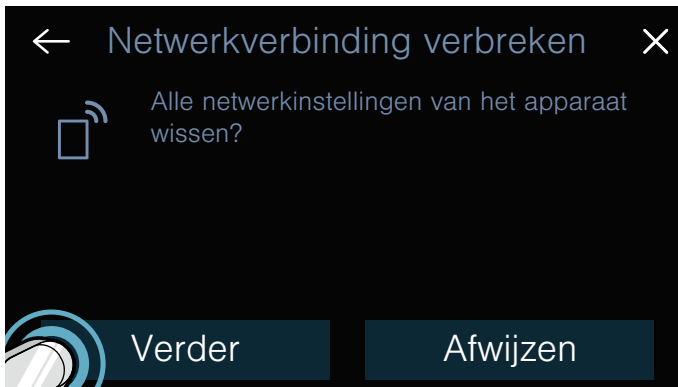 Netwerkverbinding verbreken
Alle netwerkinstellingen van het apparaat
wissen?
Verder
Afwijzen